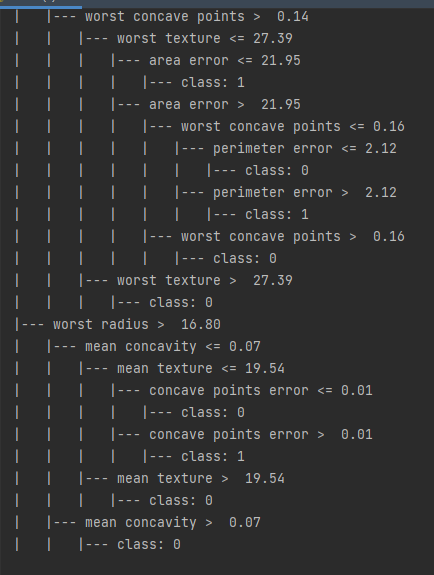 |   |--- worst concave points >  0.14
|   |   |--- worst texture <= 27.39
|   |   |   |--- area error <= 21.95
|   |   |   |   |--- class: 1
|   |   |   |--- area error >  21.95
|   |   |   |   |--- worst concave points <= 0.16
|   |   |   |   |   |--- perimeter error <= 2.12
|   |   |   |   |   |   |--- class: 0
|   |   |   |   |   |--- perimeter error >  2.12
|   |   |   |   |   |   |--- class: 1
|   |   |   |   |--- worst concave points >  0.16
|   |   |   |   |   |--- class: 0
|   |   |--- worst texture >  27.39
|   |   |   |--- class: 0
|--- worst radius >  16.80
|   |--- mean concavity <= 0.07
|   |   |--- mean texture <= 19.54
|   |   |   |--- concave points error <= 0.01
|   |   |   |   |--- class: 0
|   |   |   |--- concave points error >  0.01
|   |   |   |   |--- class: 1
|   |   |--- mean texture >  19.54
|   |   |   |--- class: 0
|   |--- mean concavity >  0.07
|   |   |--- class: 0